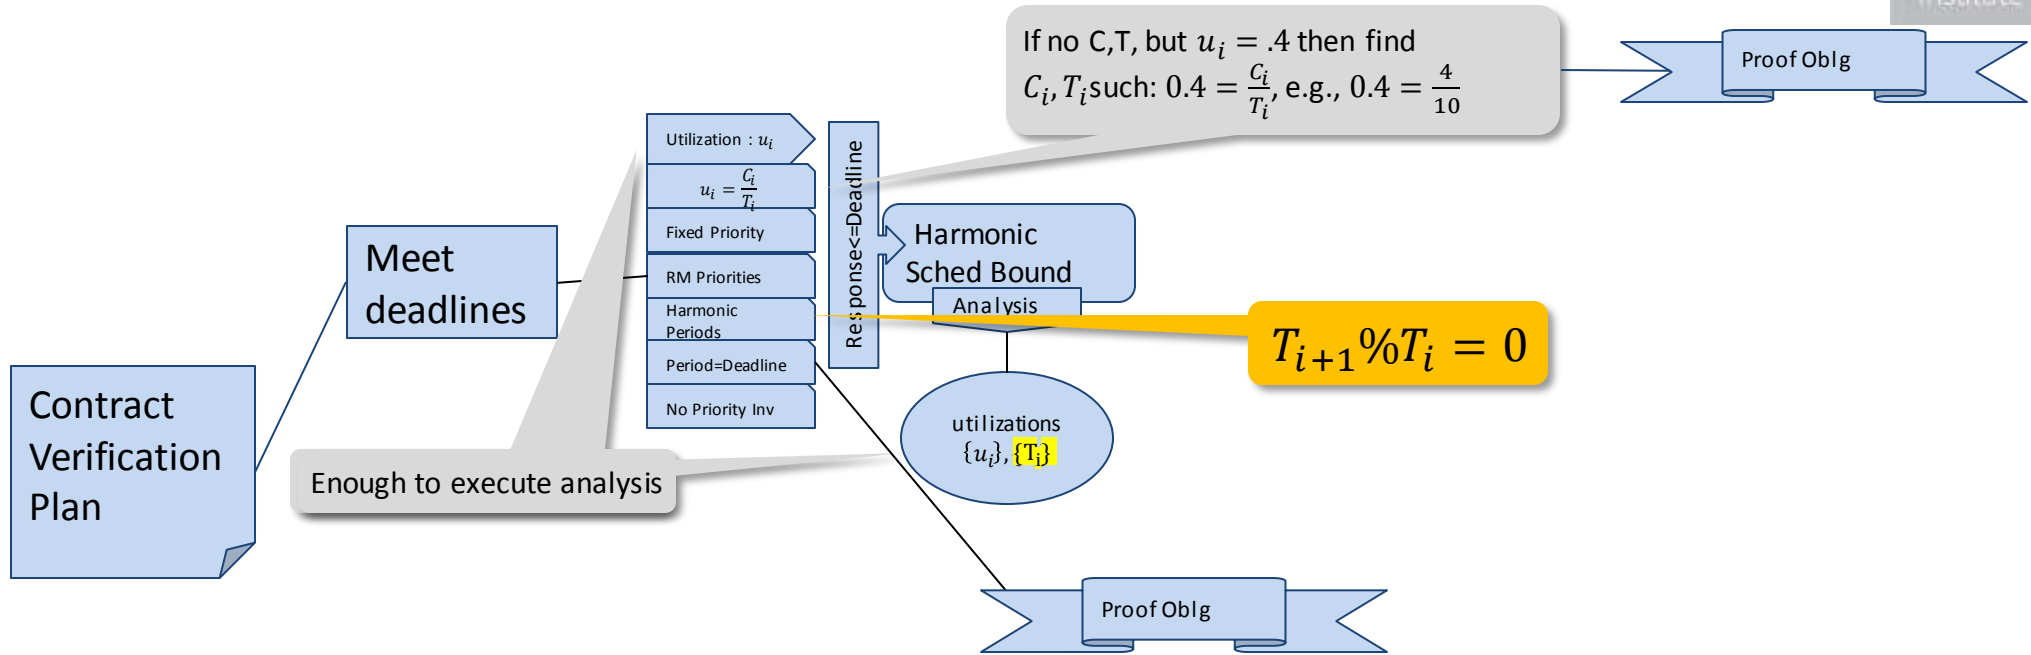 If no C,T, but u_i = .4 then find
C_i, T_i such: 0.4 = C_i/T_i, e.g., 0.4 = 4/10
Proof Oblg
Utilization : u_i
u_i = C_i/T_i
Fixed Priority
RM Priorities
Harmonic
Periods
Period=Deadline
No Priority Inv
Response<=Deadline
Harmonic
Sched Bound
Analysis
T_{i+1}%T_i = 0
Meet
deadlines
Contract
Verification
Plan
Enough to execute analysis
utilizations
{u_i}, {T_i}
Proof Oblg